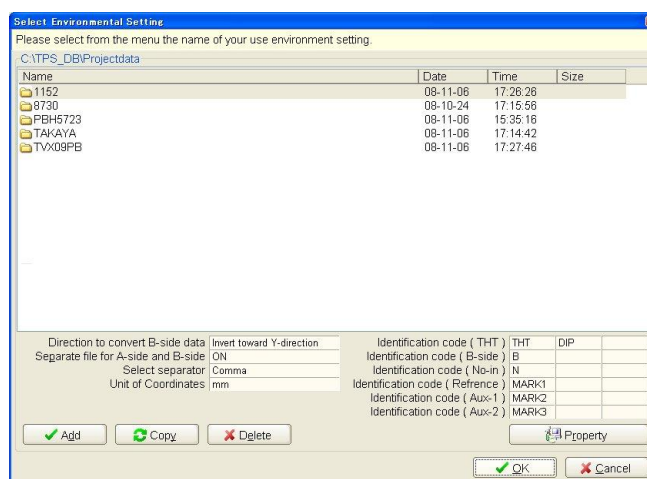 Select Environmental Setting
Please select from the menu the name of your use environment setting.
C:\TPS_DB\Projectdata
Name Date Time Size
1152 08-11-06 17:26:26
8730 08-10-24 17:15:56
PBH5723 08-11-06 15:35:16
TAKAYA 08-11-06 17:14:42
TVX09PB 08-11-06 17:27:46
Direction to convert B-side data Invert toward Y-direction Identification code ( THT ) THT DIP
Separate file for A-side and B-side ON Identification code ( B-side ) B
Select separator Comma Identification code ( No-in ) N
Unit of Coordinates mm Identification code ( Refrence ) MARK1
Identification code ( Aux-1 ) MARK2
Identification code ( Aux-2 ) MARK3
Add Copy Delete Property
OK Cancel